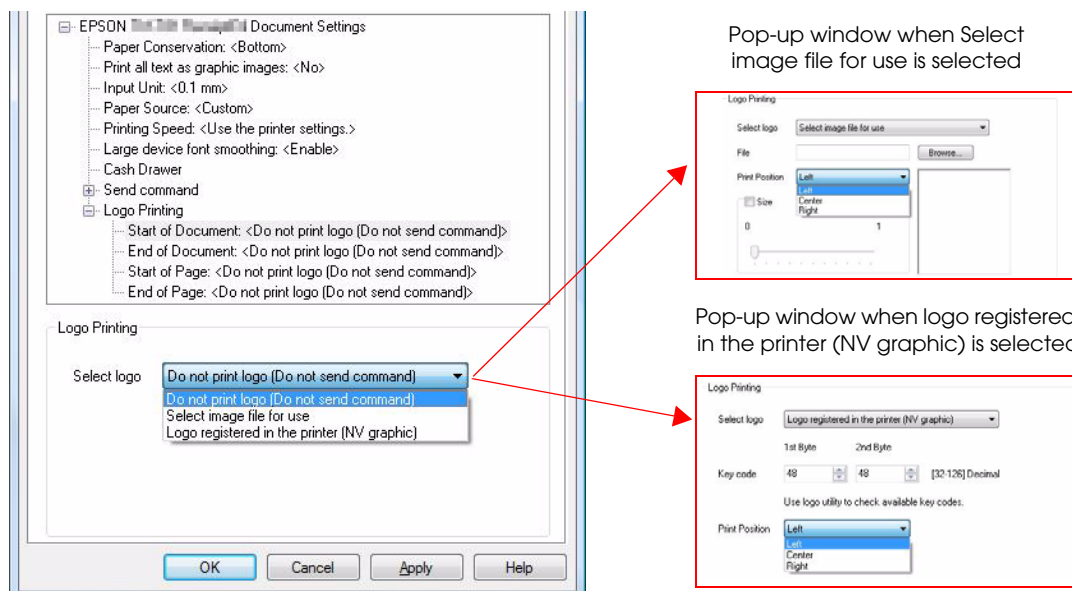 EPSON Document Settings
Paper Conservation: <Bottom>
Print all text as graphic images: <No>
Input Unit: <0.1 mm>
Paper Source: <Custom>
Printing Speed: <Use the printer settings.>
Large device font smoothing: <Enable>
Cash Drawer
Send command
Logo Printing
Start of Document: <Do not print logo (Do not send command)>
End of Document: <Do not print logo (Do not send command)>
Start of Page: <Do not print logo (Do not send command)>
End of Page: <Do not print logo (Do not send command)>
Logo Printing
Select logo Do not print logo (Do not send command)
Do not print logo (Do not send command)
Select image file for use
Logo registered in the printer (NV graphic)
OK Cancel Apply Help
Pop-up window when Select
image file for use is selected
Logo Printing
Select logo Select image file for use
File Browse...
Print Position Left
Left
Center
Right
Size
0 1
Pop-up window when logo registered
in the printer (NV graphic) is selected
Logo Printing
Select logo Logo registered in the printer (NV graphic)
1st Byte 2nd Byte
Key code 48 48 [32-126] Decimal
Use logo utility to check available key codes.
Print Position Left
Left
Center
Right